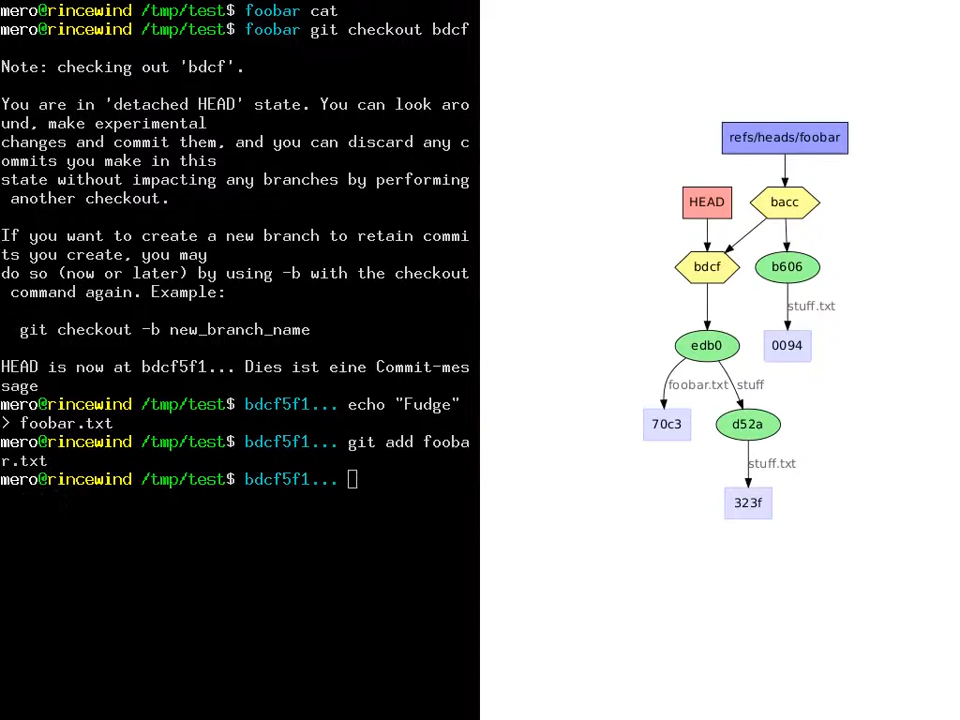 mero@rincewind /tmp/test$ foobar cat
mero@rincewind /tmp/test$ foobar git checkout bdcf
Note: checking out 'bdcf'.
You are in 'detached HEAD' state. You can look aro
und, make experimental
changes and commit them, and you can discard any c
ommits you make in this
state without impacting any branches by performing
 another checkout.
If you want to create a new branch to retain commi
ts you create, you may
do so (now or later) by using -b with the checkout
 command again. Example:
  git checkout -b new_branch_name
HEAD is now at bdcf5f1... Dies ist eine Commit-mes
sage
mero@rincewind /tmp/test$ bdcf5f1... echo "Fudge"
> foobar.txt
mero@rincewind /tmp/test$ bdcf5f1... git add fooba
r.txt
mero@rincewind /tmp/test$ bdcf5f1...
refs/heads/foobar
HEAD
bacc
bdcf
b606
stuff.txt
edb0
0094
foobar.txt
stuff
70c3
d52a
stuff.txt
323f